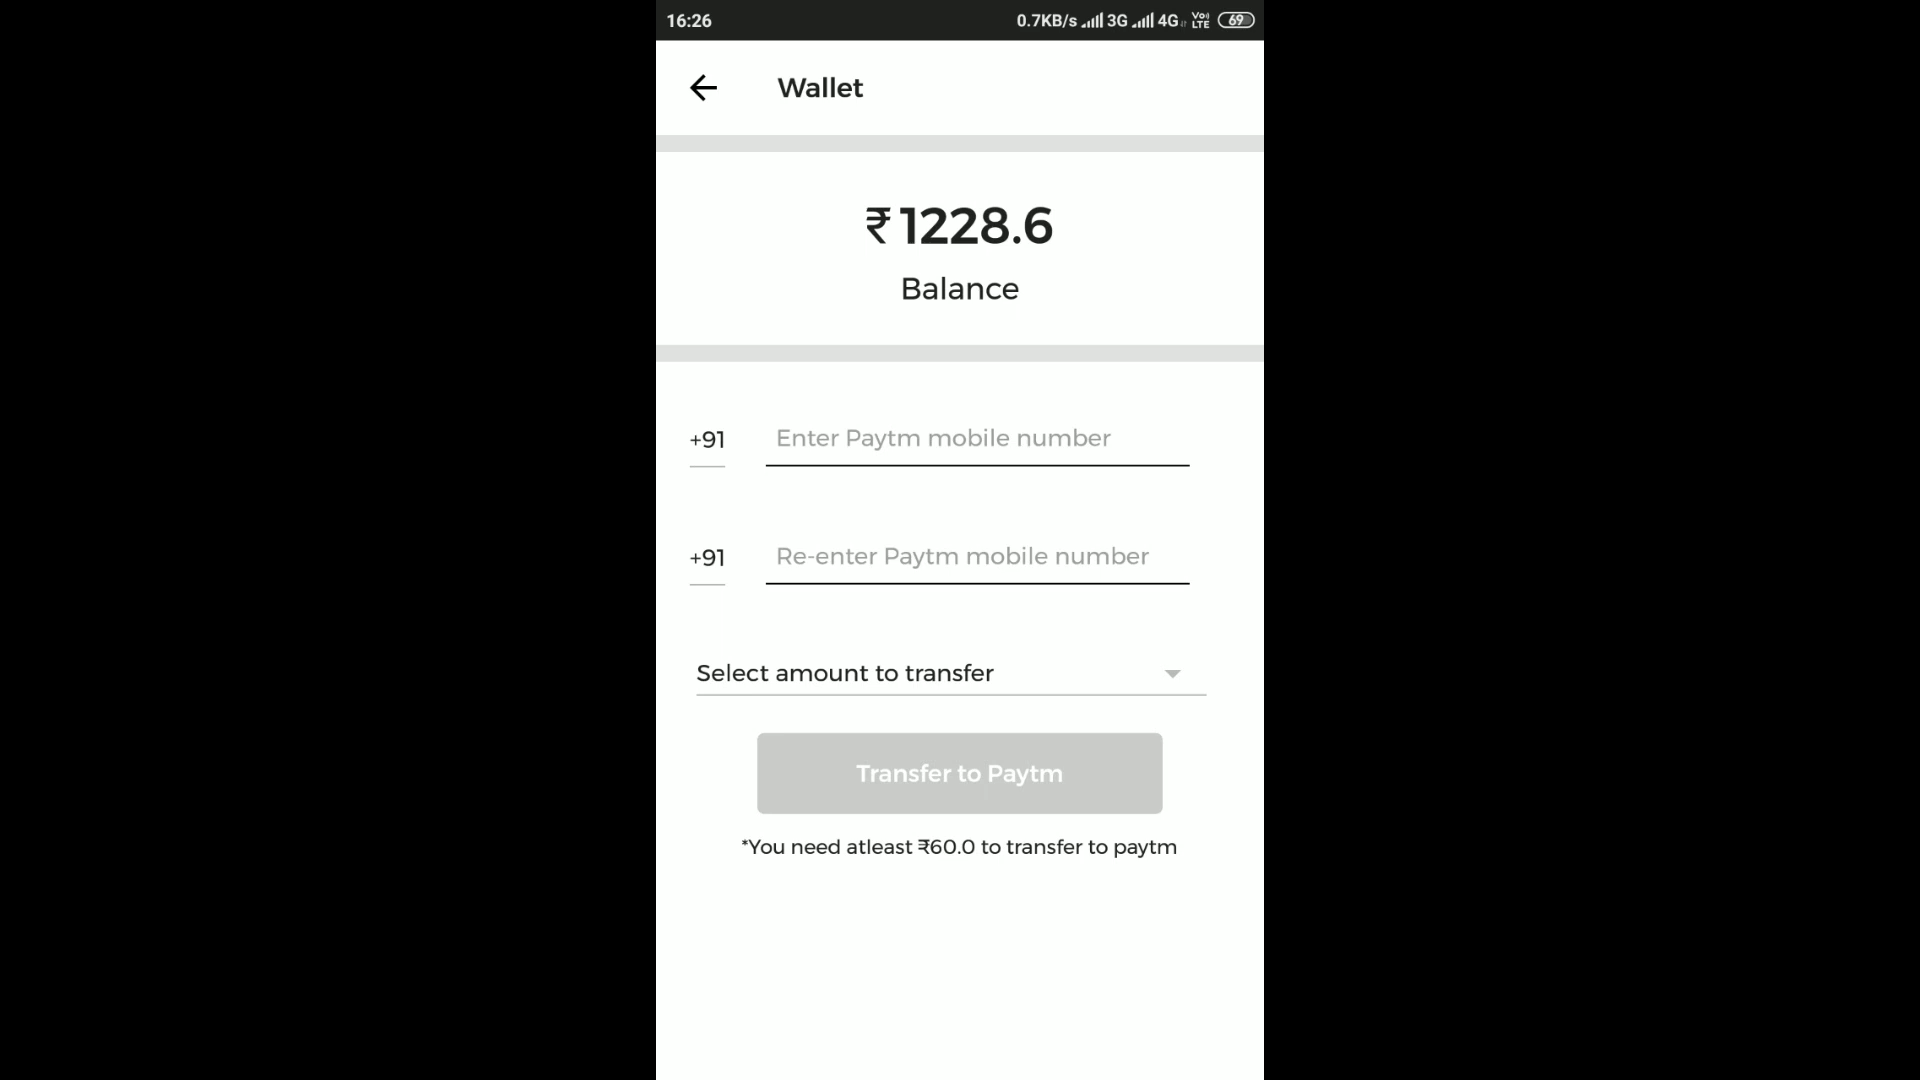 16:26 0.7KB/s 3G 4G Vo) LTE 69
Wallet
₹1228.6
Balance
+91 Enter Paytm mobile number
+91 Re-enter Paytm mobile number
Select amount to transfer
Transfer to Paytm
*You need atleast ₹60.0 to transfer to paytm